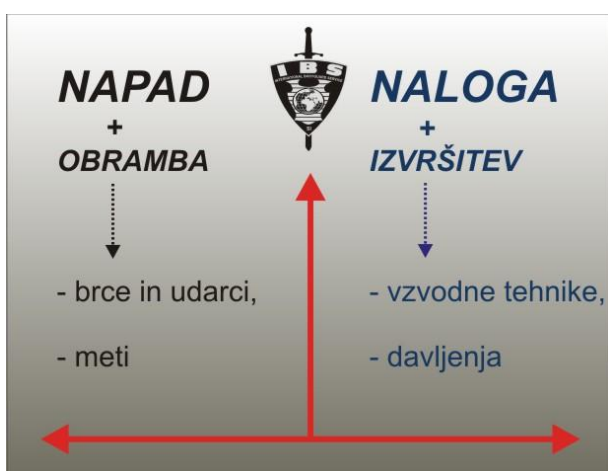 NAPAD
+
OBRAMBA
- brce in udarci,
- meti
IBS
NALOGA
+
IZVRŠITEV
- vzvodne tehnike,
- davljenja